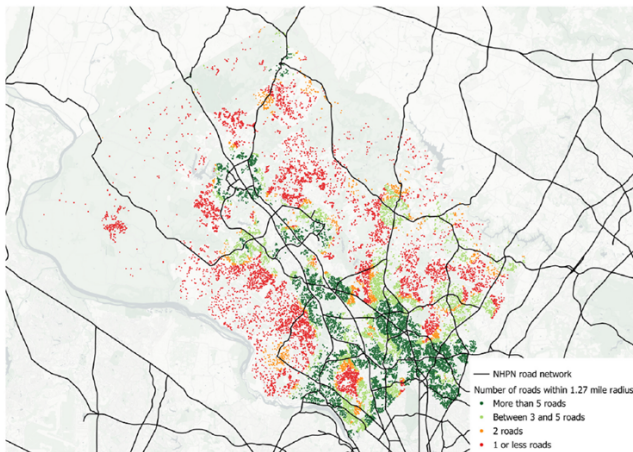 NHPN road network
Number of roads within 1.27 mile radius
More than 5 roads
Between 3 and 5 roads
2 roads
1 or less roads